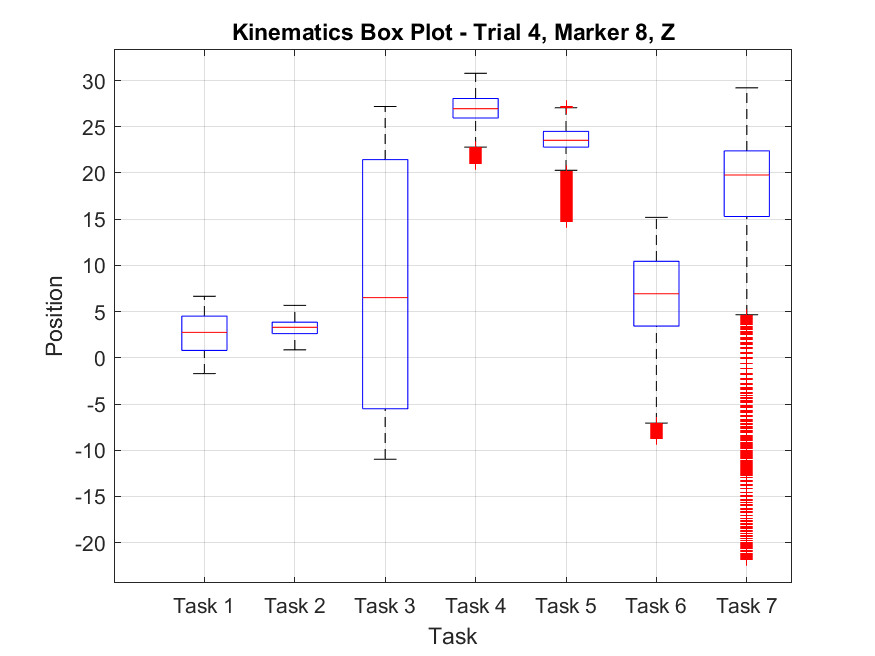 Kinematics Box Plot - Trial 4, Marker 8, Z
30
25
20
15
10
5
0
-5
-10
-15
-20
Position
Task 1 Task 2 Task 3 Task 4 Task 5 Task 6 Task 7
Task